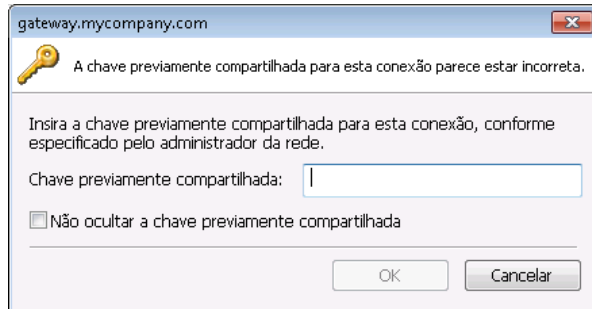 gateway.mycompany.com
A chave previamente compartilhada para esta conexão parece estar incorreta.
Insira a chave previamente compartilhada para esta conexão, conforme
especificado pelo administrador da rede.
Chave previamente compartilhada:
Não ocultar a chave previamente compartilhada
OK
Cancelar